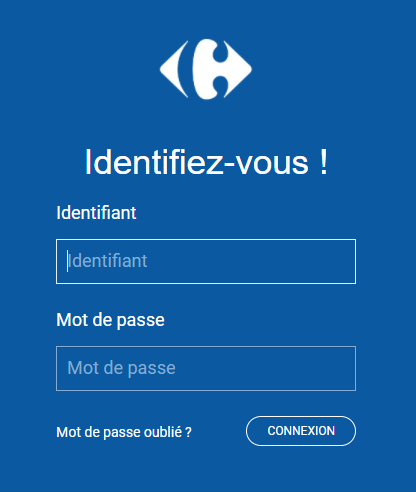 Identifiez-vous !
Identifiant
Identifiant
Mot de passe
Mot de passe
Mot de passe oublié ?
CONNEXION